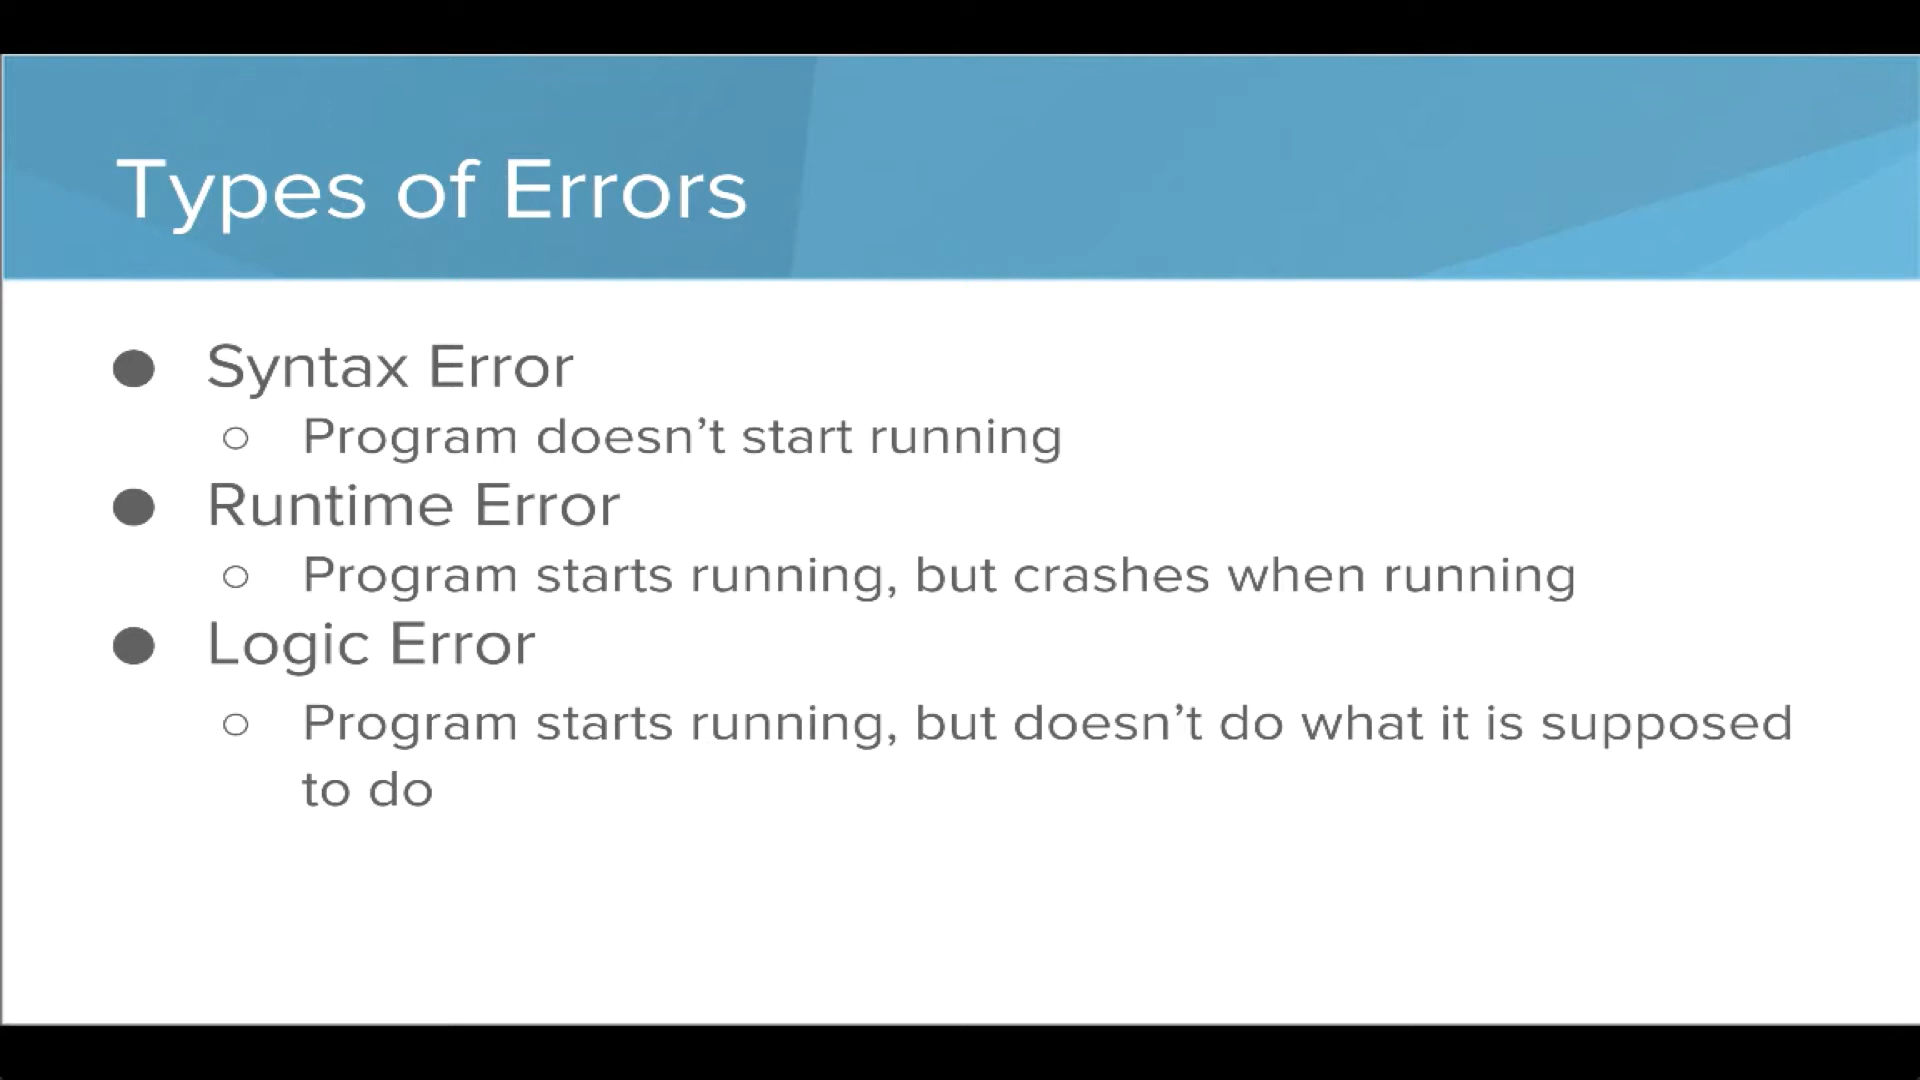 Types of Errors
● Syntax Error
○ Program doesn’t start running
● Runtime Error
○ Program starts running, but crashes when running
● Logic Error
○ Program starts running, but doesn’t do what it is supposed
to do